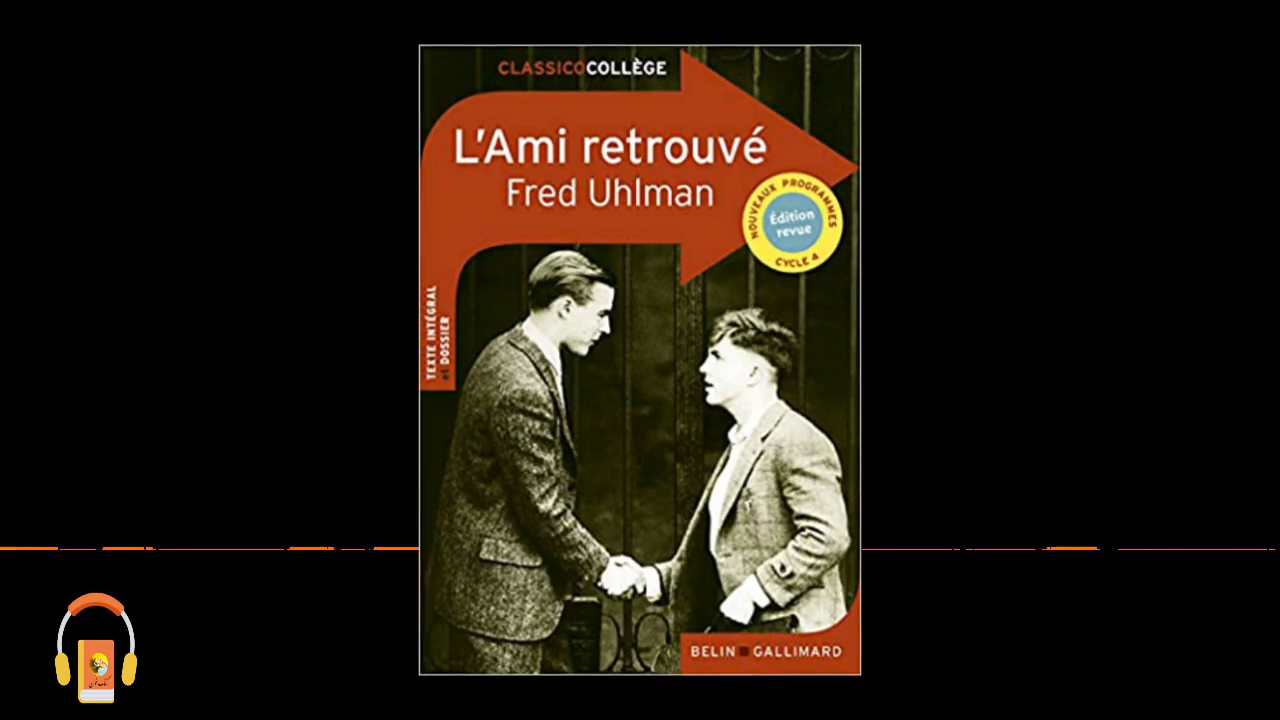 CLASSICOCOLLÈGE
L'Ami retrouvé
Fred Uhlman
NOUVEAUX PROGRAMMES
Édition
revue
CYCLE 4
TEXTE INTÉGRAL
et DOSSIER
BELIN GALLIMARD